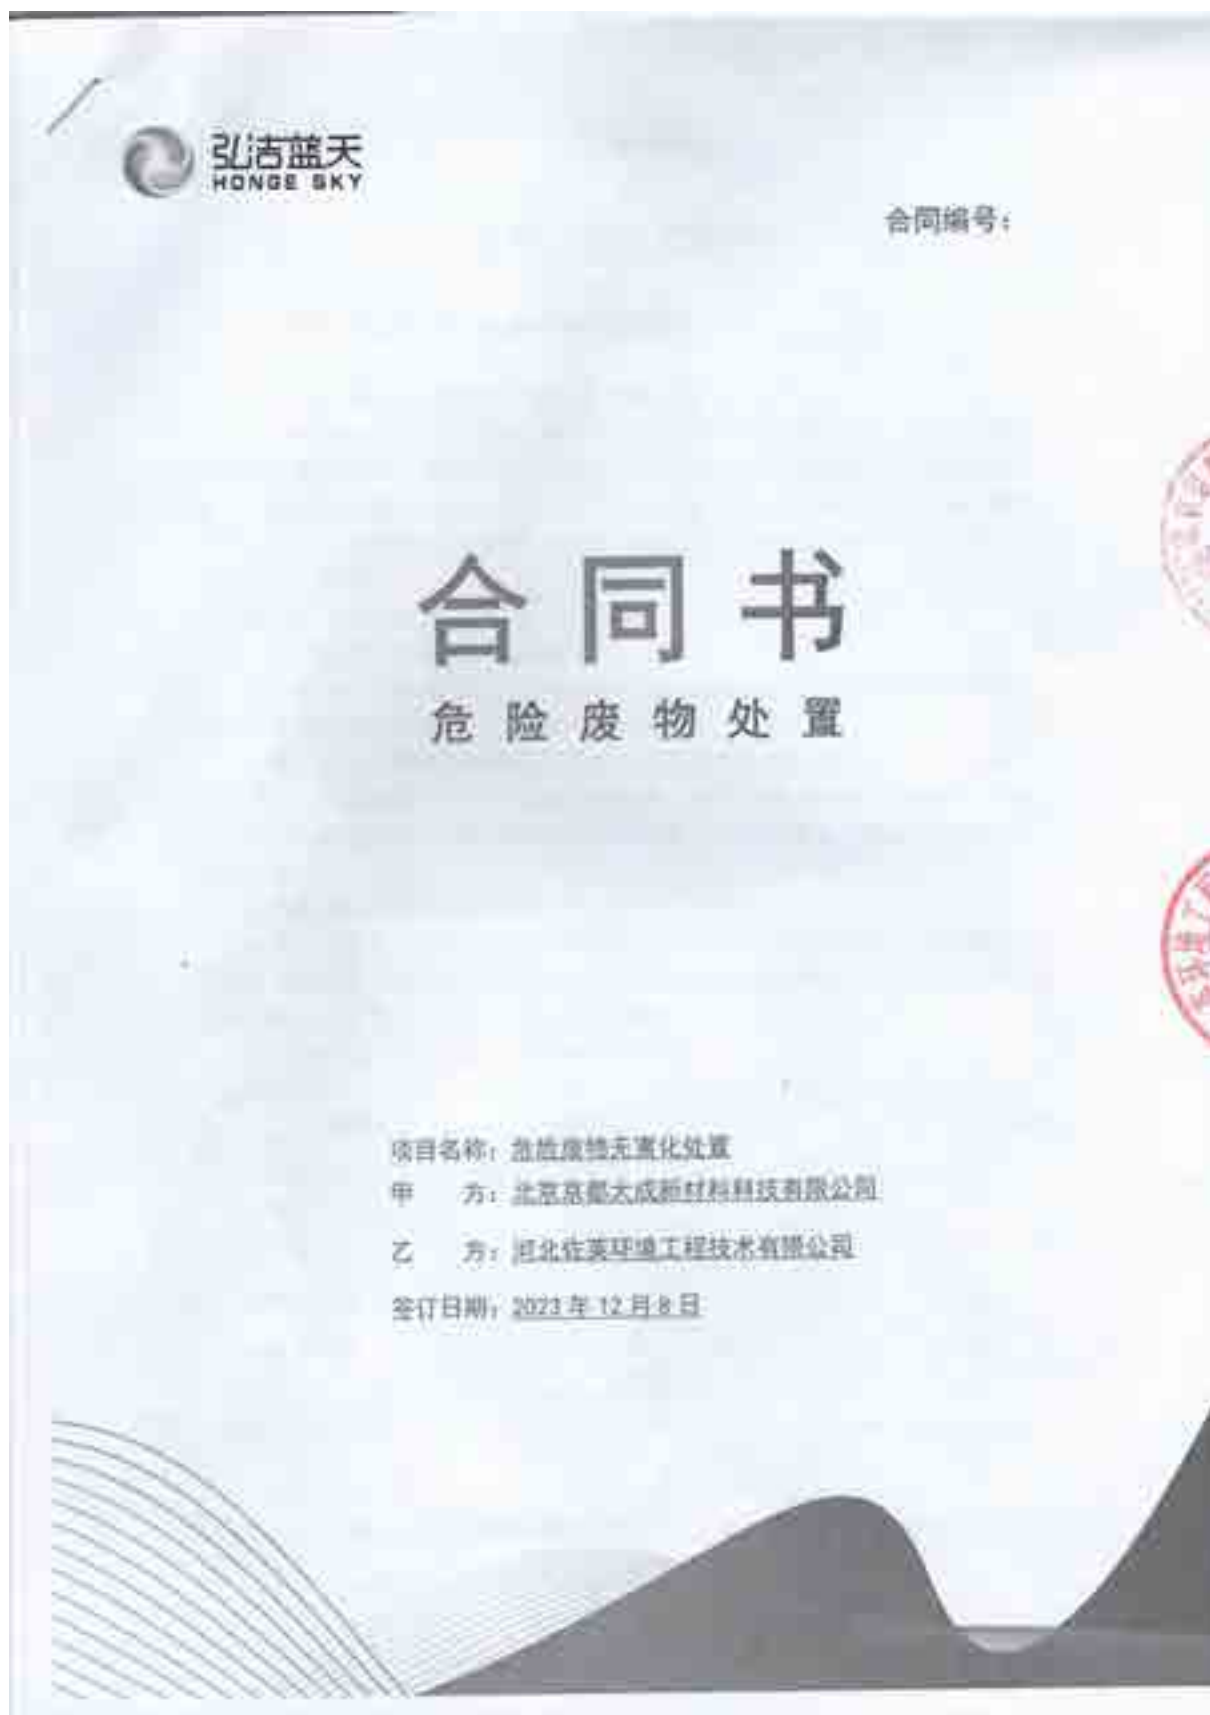 弘洁蓝天
HONGE SKY
合同编号：
合同书
危险废物处置
项目名称：危险废物无害化处置
甲 方：北京京都大成新材料科技有限公司
乙 方：河北佐英环境工程技术有限公司
签订日期：2023年12月8日